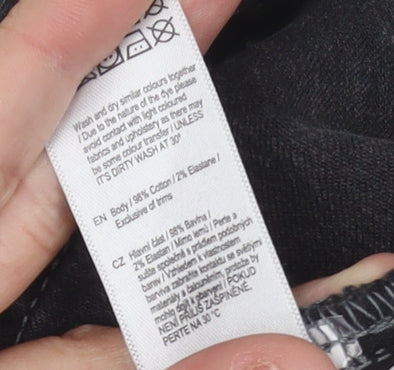 Wash and dry similar colours together
/ Due to the nature of the dye please
avoid contact with light coloured
fabrics and upholstery as there may
be some colour transfer / UNLESS
IT'S DIRTY WASH AT 30°
EN Body / 98% Cotton / 2% Elastane /
Exclusive of trims
CZ Hlavní část / 98% Bavlna /
2% Elastan / Mimo lemů / Perte a
sušte společně s prádlem podobných
barev / Vzhledem k vlastnostem
barviva zabraňte kontaktu se světlými
materiály a čalouněním, protože by
mohlo dojít k obarvení / POKUD
NENÍ PŘÍLIŠ ZAŠPINĚNÉ,
PERTE NA 30 °C